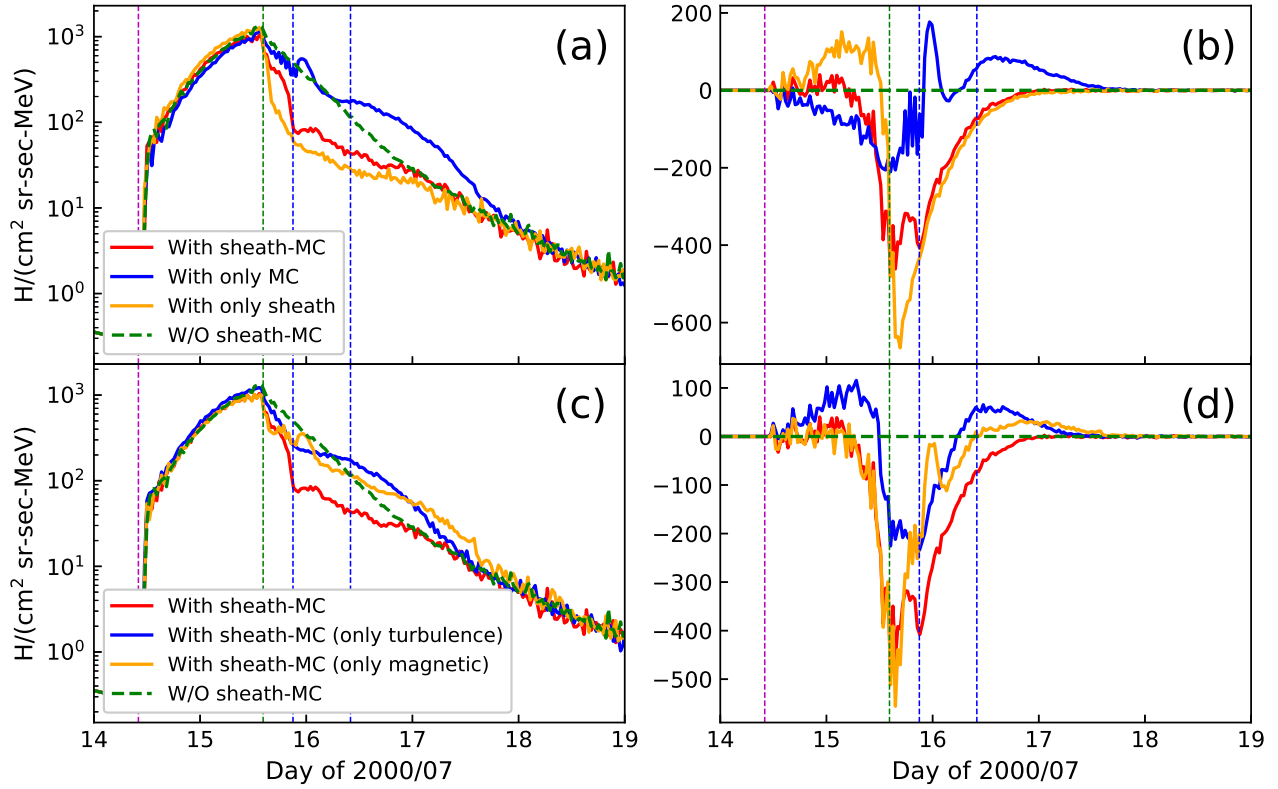 (a)
H/(cm² sr-sec-MeV)
10³
10²
10¹
10⁰
With sheath-MC
With only MC
With only sheath
W/O sheath-MC
(b)
200
0
−200
−400
−600
(c)
H/(cm² sr-sec-MeV)
10³
10²
10¹
10⁰
With sheath-MC
With sheath-MC (only turbulence)
With sheath-MC (only magnetic)
W/O sheath-MC
14 15 16 17 18 19
Day of 2000/07
(d)
100
0
−100
−200
−300
−400
−500
14 15 16 17 18 19
Day of 2000/07